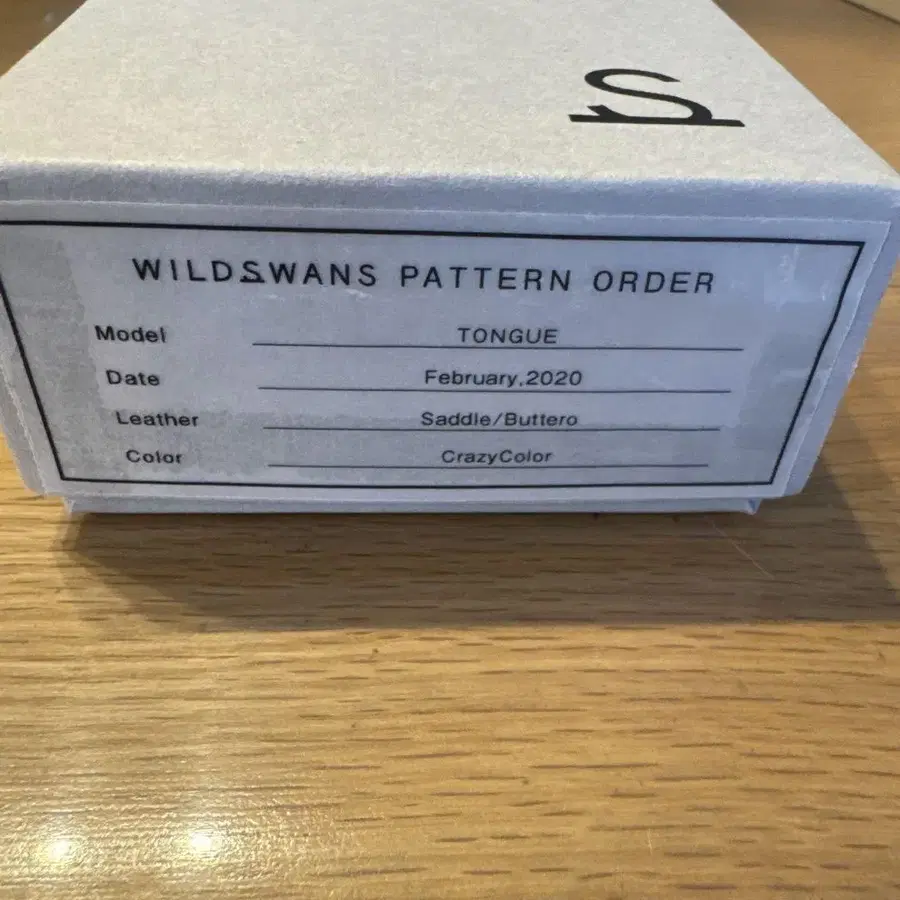 S
WILDSWANS PATTERN ORDER
Model TONGUE
Date February,2020
Leather Saddle/Buttero
Color CrazyColor